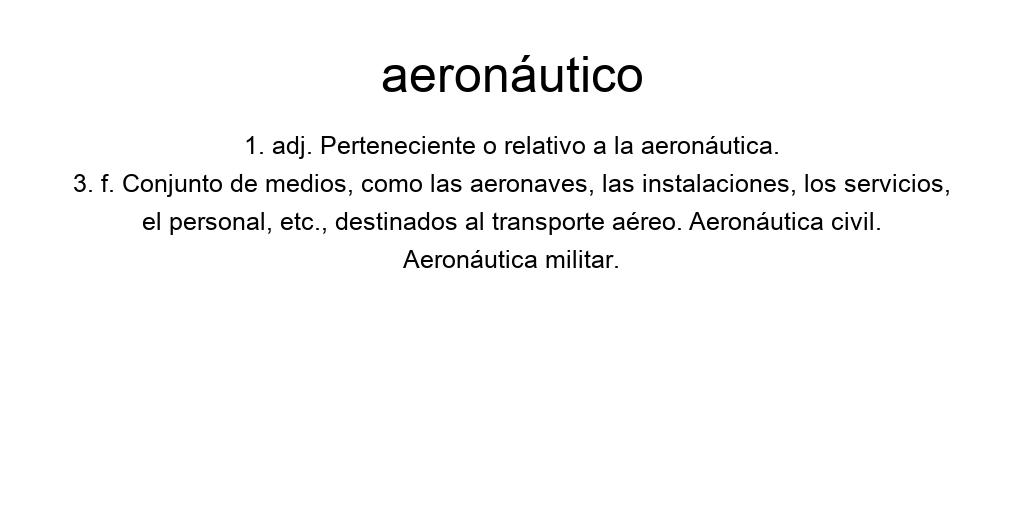 aeronáutico
1. adj. Perteneciente o relativo a la aeronáutica.
3. f. Conjunto de medios, como las aeronaves, las instalaciones, los servicios,
el personal, etc., destinados al transporte aéreo. Aeronáutica civil.
Aeronáutica militar.